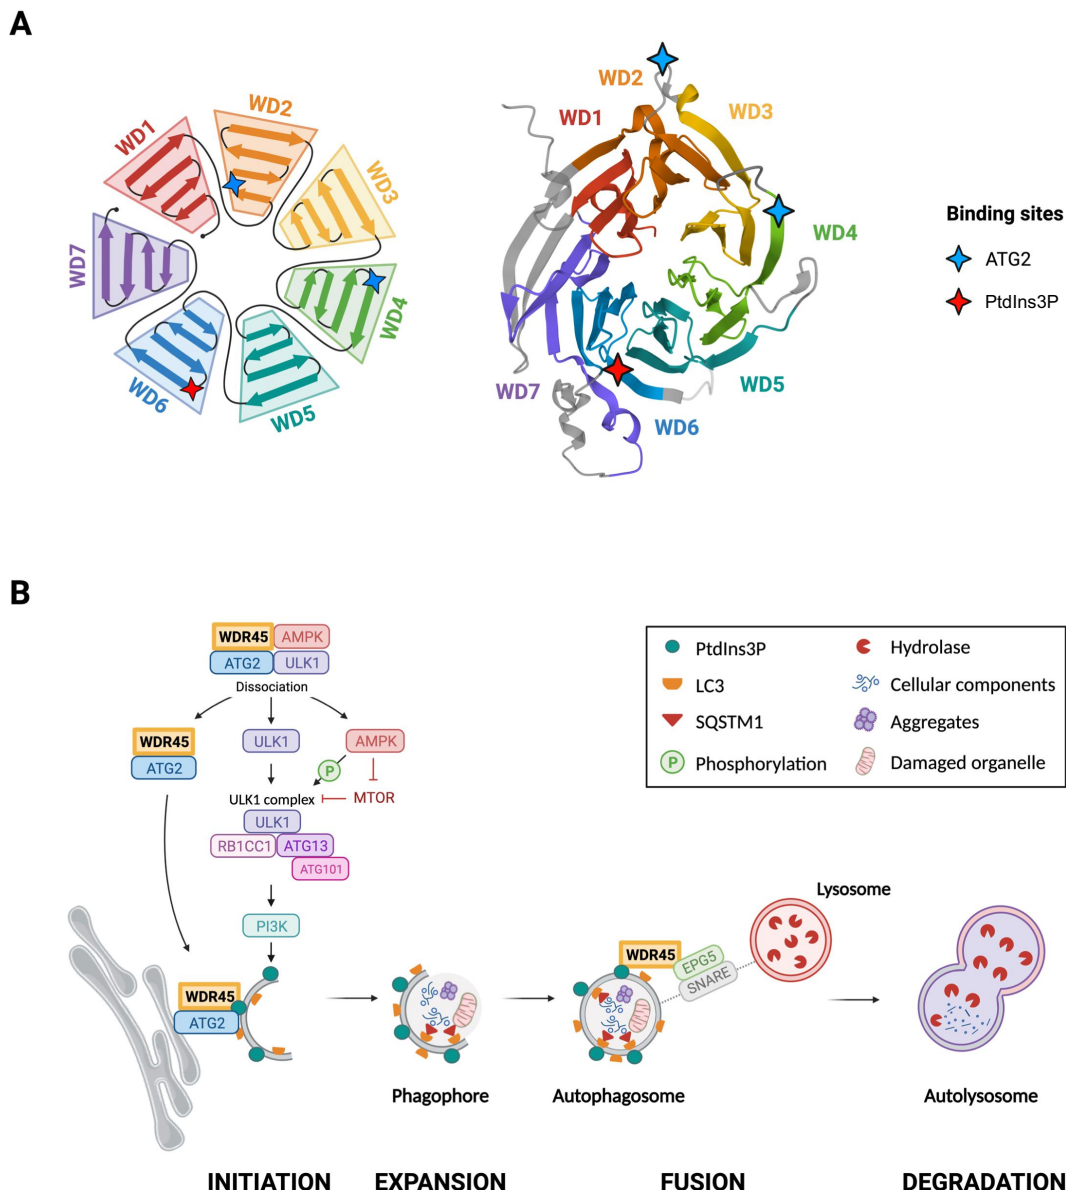 A
WD1
WD2
WD3
WD4
WD5
WD6
WD7
WD1
WD2
WD3
WD4
WD5
WD6
WD7
Binding sites
ATG2
PtdIns3P
B
WDR45 AMPK
ATG2 ULK1
Dissociation
WDR45
ATG2
ULK1
AMPK
P
ULK1 complex
MTOR
ULK1
RB1CC1 ATG13
ATG101
PI3K
WDR45
ATG2
PtdIns3P
LC3
SQSTM1
P Phosphorylation
Hydrolase
Cellular components
Aggregates
Damaged organelle
Phagophore
WDR45
EPG5
SNARE
Autophagosome
Lysosome
Autolysosome
INITIATION EXPANSION FUSION DEGRADATION